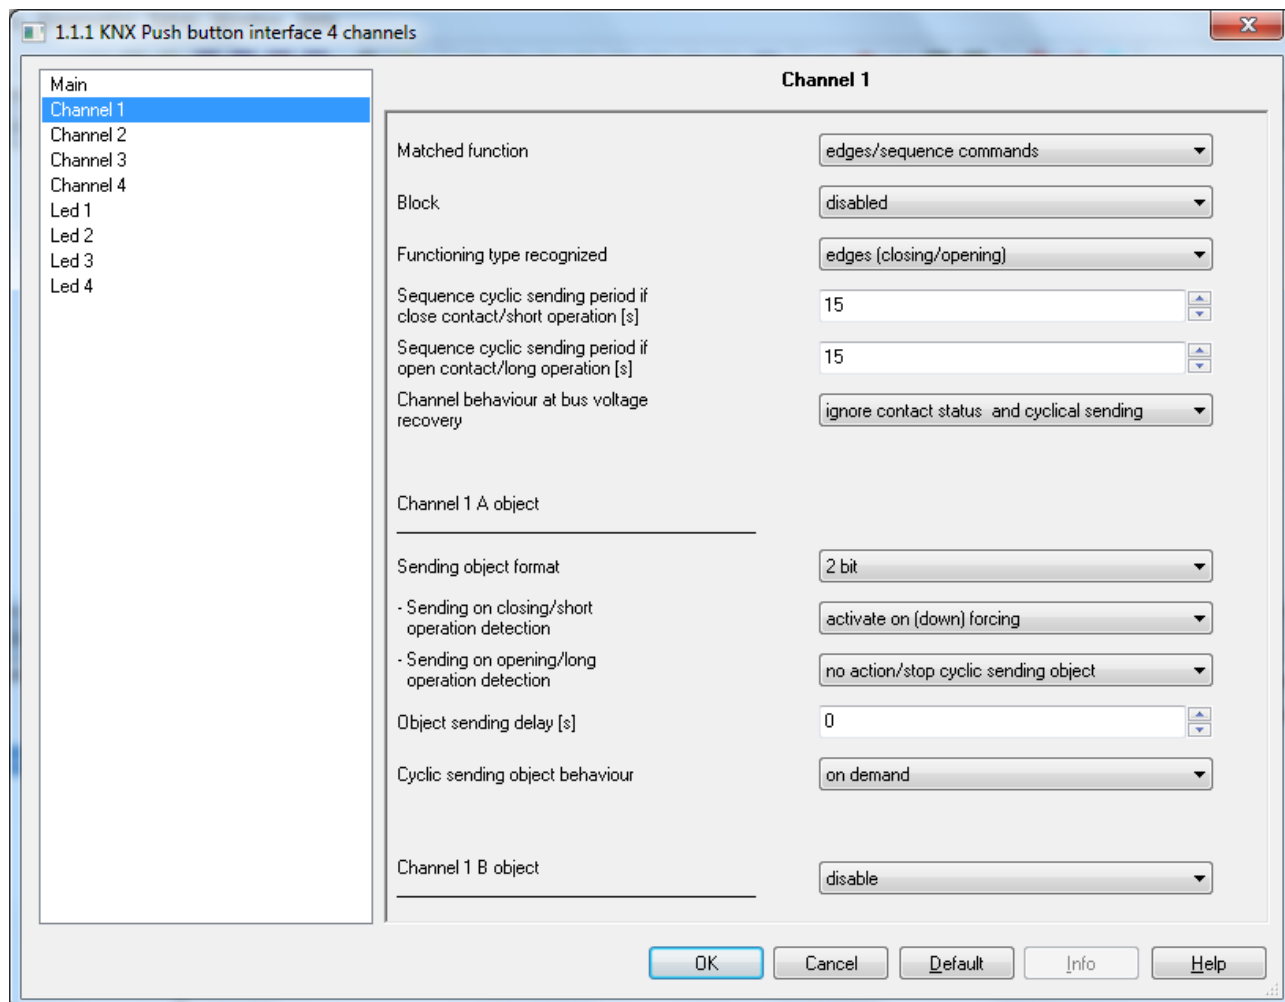 1.1.1 KNX Push button interface 4 channels
Main
Channel 1
Channel 2
Channel 3
Channel 4
Led 1
Led 2
Led 3
Led 4
Channel 1
Matched function
edges/sequence commands
Block
disabled
Functioning type recognized
edges (closing/opening)
Sequence cyclic sending period if
close contact/short operation [s]
15
Sequence cyclic sending period if
open contact/long operation [s]
15
Channel behaviour at bus voltage
recovery
ignore contact status  and cyclical sending
Channel 1 A object
Sending object format
2 bit
- Sending on closing/short
operation detection
activate on (down) forcing
- Sending on opening/long
operation detection
no action/stop cyclic sending object
Object sending delay [s]
0
Cyclic sending object behaviour
on demand
Channel 1 B object
disable
OK
Cancel
Default
Info
Help